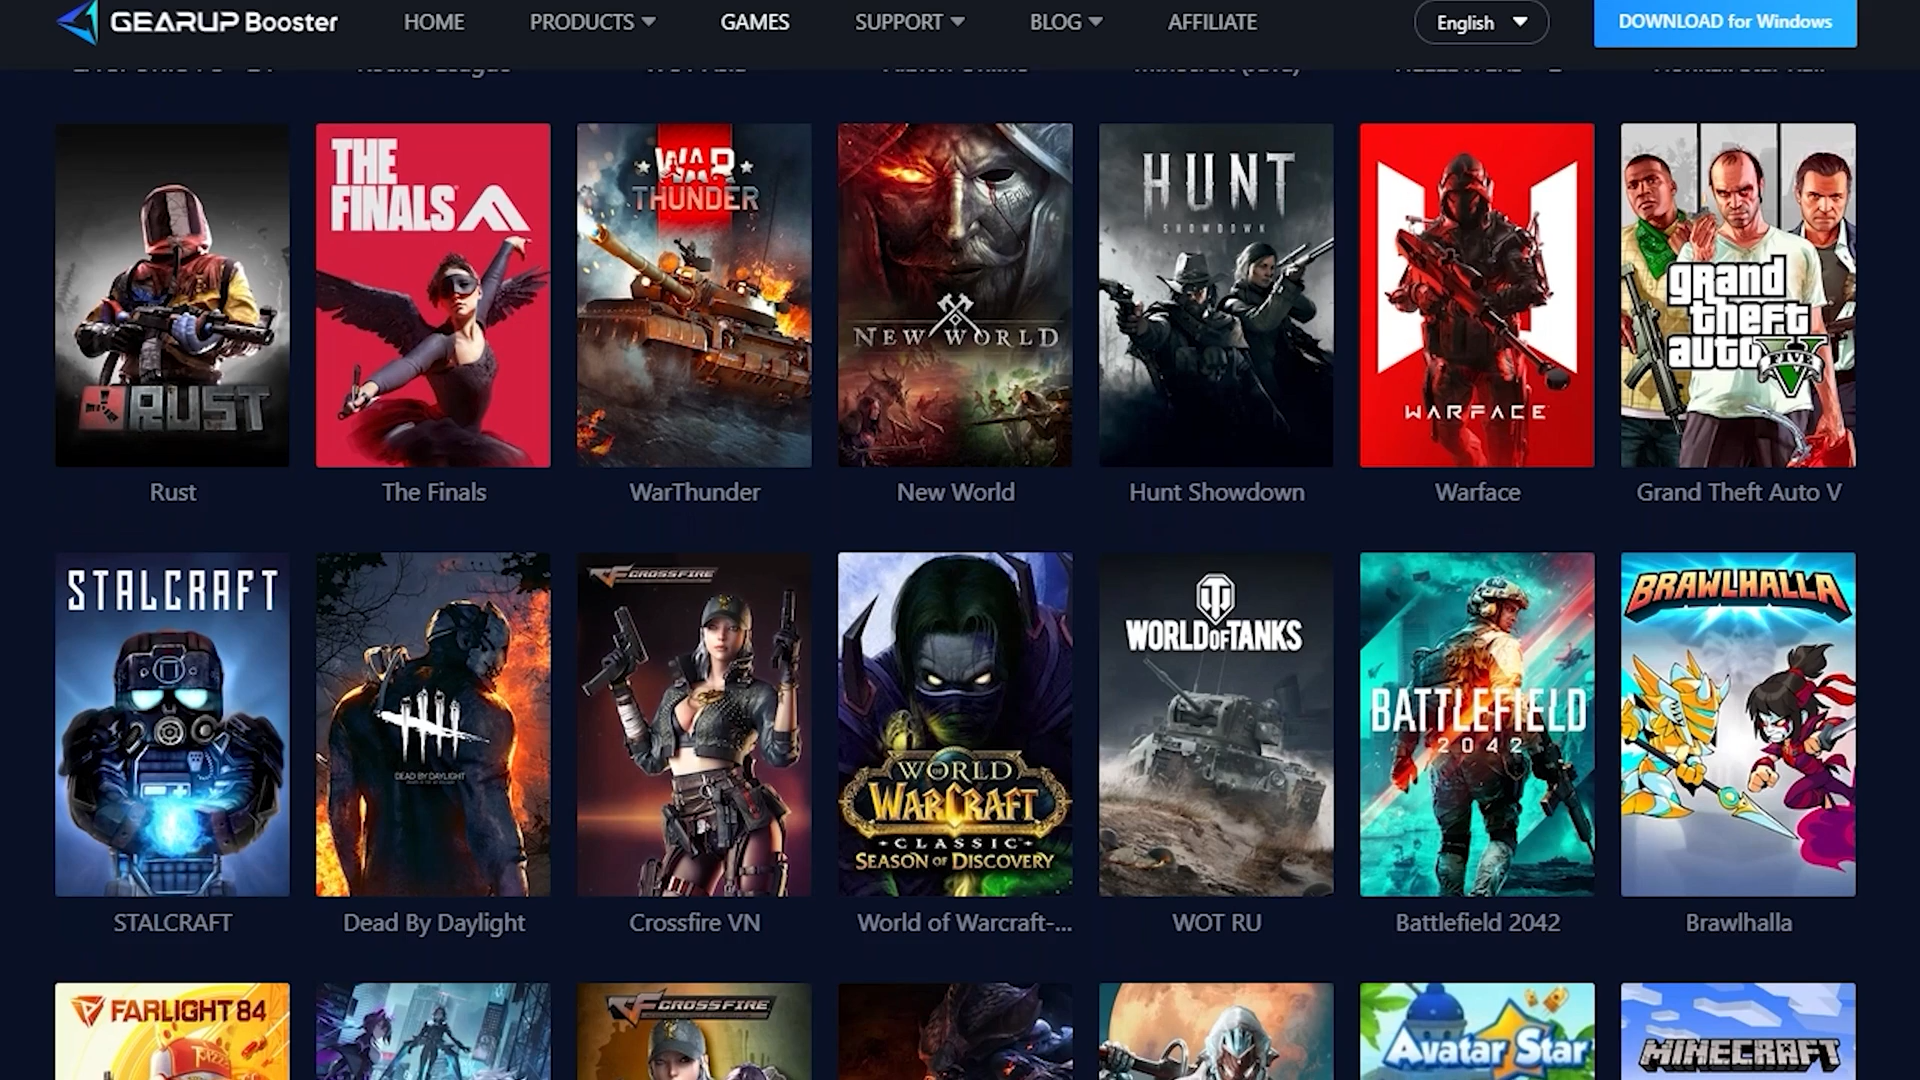 GEARUP Booster
HOME
PRODUCTS
GAMES
SUPPORT
BLOG
AFFILIATE
English
DOWNLOAD for Windows
RUST
THE
FINALS
WAR
THUNDER
NEW WORLD
HUNT
SHOWDOWN
WARFACE
grand
theft
auto
FIVE
V
Rust
The Finals
WarThunder
New World
Hunt Showdown
Warface
Grand Theft Auto V
STALCRAFT
DEAD BY DAYLIGHT
CROSSFIRE
WORLD
OF
WARCRAFT
CLASSIC
SEASON OF DISCOVERY
WORLD OF TANKS
BATTLEFIELD
2042
BRAWLHALLA
STALCRAFT
Dead By Daylight
Crossfire VN
World of Warcraft-...
WOT RU
Battlefield 2042
Brawlhalla
FARLIGHT 84
CROSSFIRE
Avatar Star
MINECRAFT